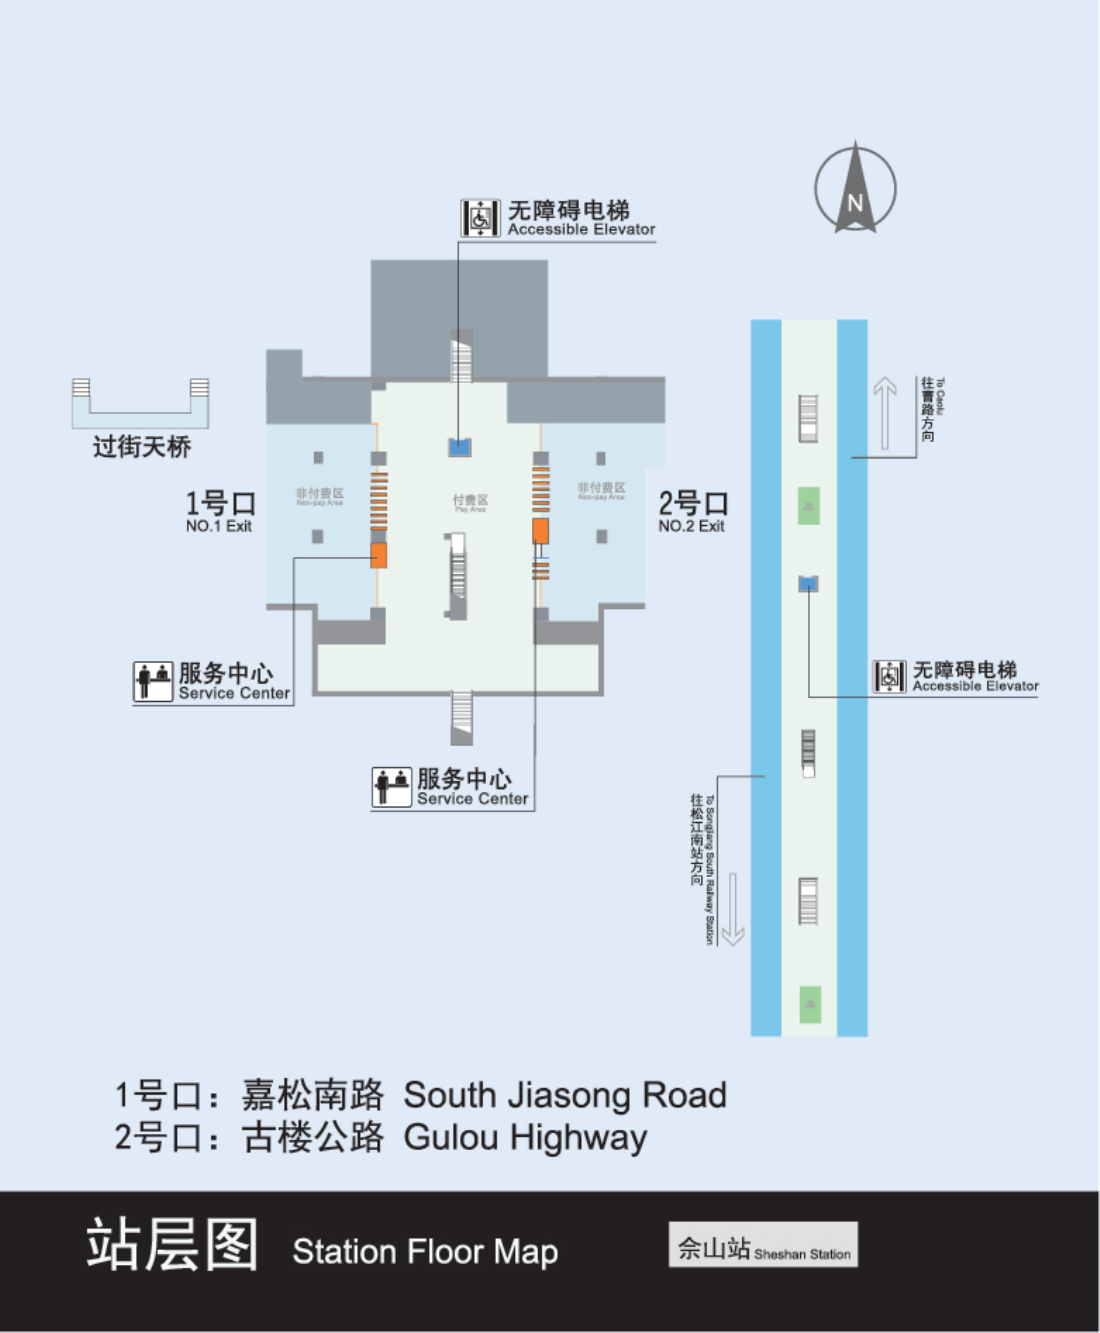 N
无障碍电梯
Accessible Elevator
过街天桥
1号口
NO.1 Exit
非付费区
Non-pay Area
付费区
Pay Area
非付费区
Non-pay Area
2号口
NO.2 Exit
往曹路方向
To Caolu
服务中心
Service Center
无障碍电梯
Accessible Elevator
服务中心
Service Center
往松江南站方向
To Songjiang South Railway Station
1号口：嘉松南路 South Jiasong Road
2号口：古楼公路 Gulou Highway
站层图 Station Floor Map
佘山站 Sheshan Station